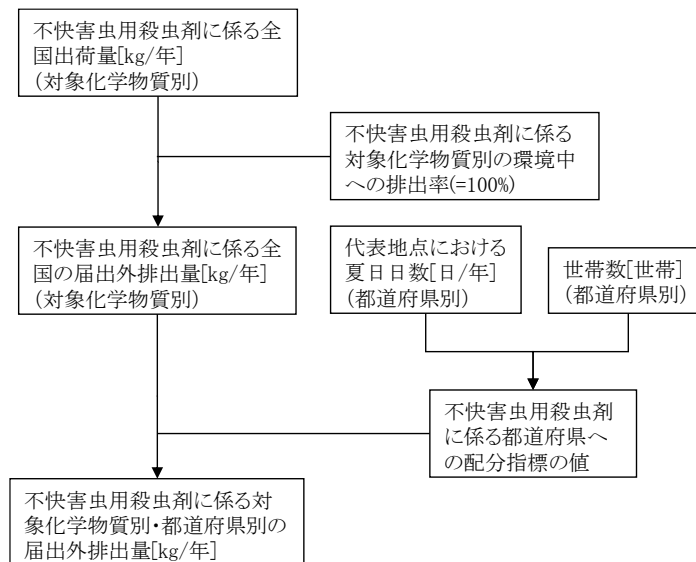 不快害虫用殺虫剤に係る全
国出荷量[kg/年]
(対象化学物質別)
不快害虫用殺虫剤に係る
対象化学物質別の環境中
への排出率(=100%)
不快害虫用殺虫剤に係る全
国の届出外排出量[kg/年]
(対象化学物質別)
代表地点における
夏日日数[日/年]
(都道府県別)
世帯数[世帯]
(都道府県別)
不快害虫用殺虫剤
に係る都道府県へ
の配分指標の値
不快害虫用殺虫剤に係る対
象化学物質別・都道府県別の
届出外排出量[kg/年]